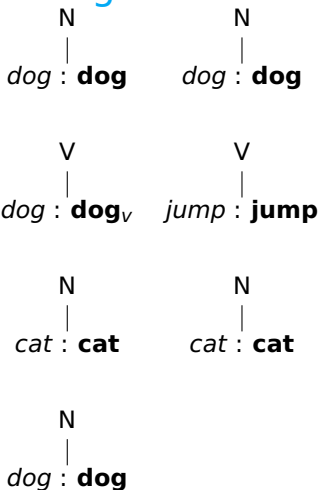 N N
dog : dog dog : dog
V V
dog : dogᵥ jump : jump
N N
cat : cat cat : cat
N
dog : dog